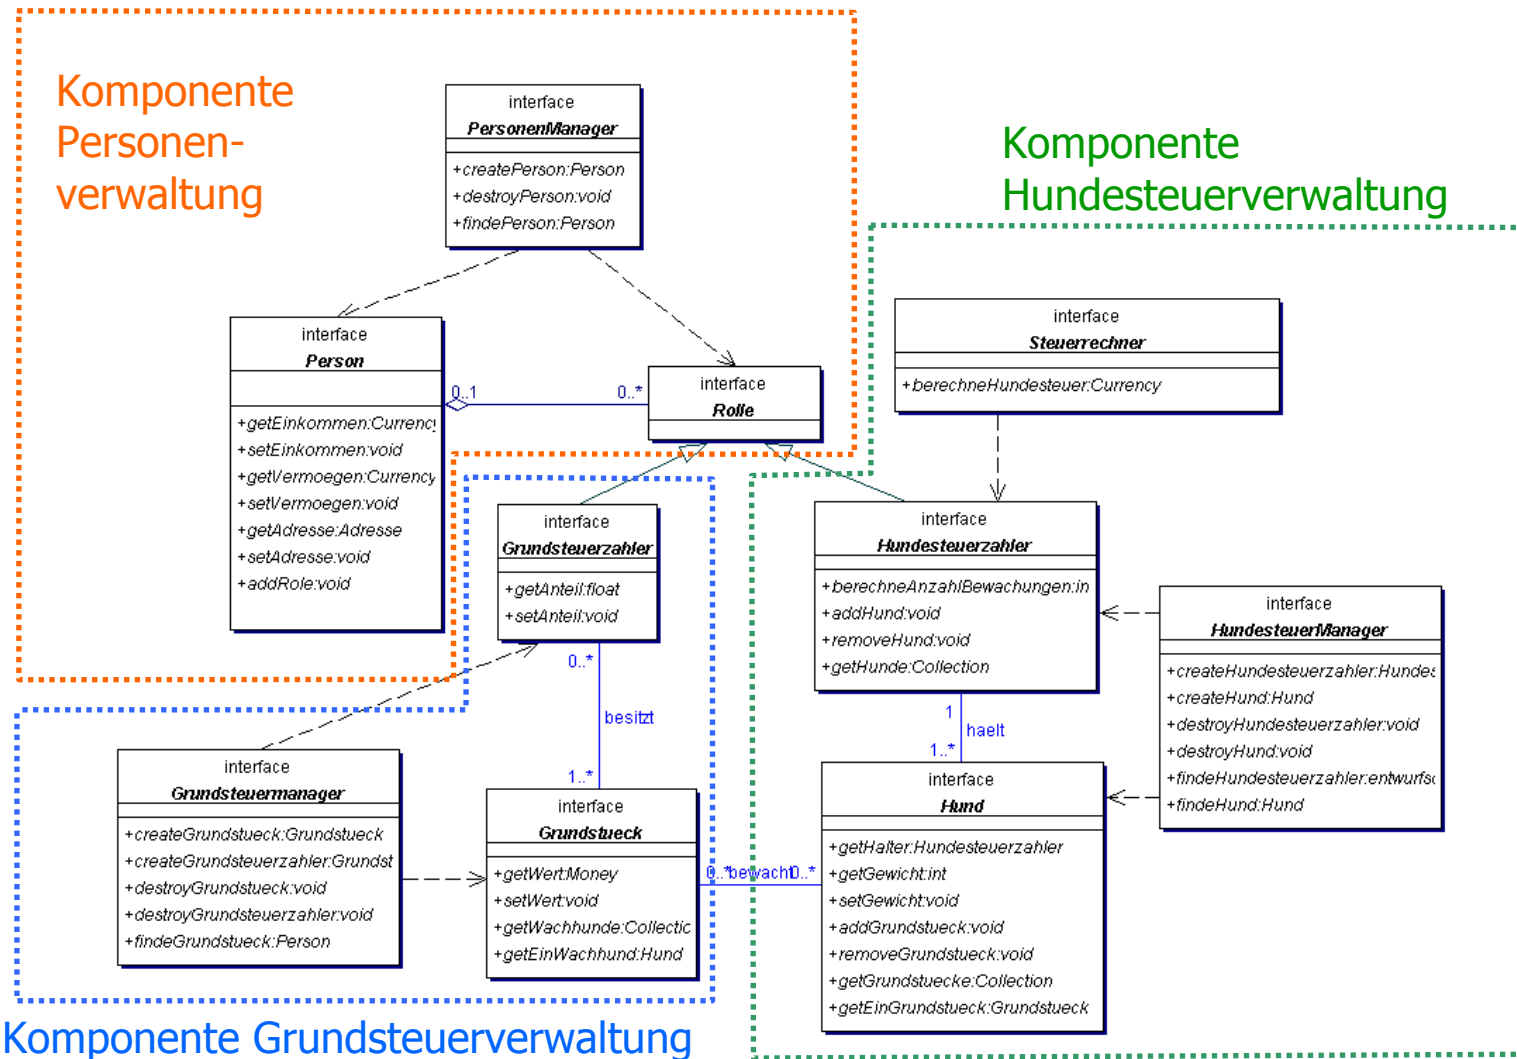 Komponente
Personen-
verwaltung
interface
PersonenManager
+createPerson:Person
+destroyPerson:void
+findePerson:Person
Komponente
Hundesteuerverwaltung
interface
Person
+getEinkommen:Currency
+setEinkommen:void
+getVermoegen:Currency
+setVermoegen:void
+getAdresse:Adresse
+setAdresse:void
+addRole:void
0..1
0..*
interface
Rolle
interface
Steuerrechner
+berechneHundesteuer:Currency
interface
Grundsteuerzahler
+getAnteil:float
+setAnteil:void
interface
Hundesteuerzahler
+berechneAnzahlBewachungen:in
+addHund:void
+removeHund:void
+getHunde:Collection
interface
HundesteuerManager
+createHundesteuerzahler:Hundes
+createHund:Hund
+destroyHundesteuerzahler:void
+destroyHund:void
+findeHundesteuerzahler:entwurfs
+findeHund:Hund
0..*
besitzt
1..*
1
haelt
1..*
interface
Grundsteuermanager
+createGrundstueck:Grundstueck
+createGrundsteuerzahler:Grundst
+destroyGrundstueck:void
+destroyGrundsteuerzahler:void
+findeGrundstueck:Person
interface
Grundstueck
+getWert:Money
+setWert:void
+getWachhunde:Collectic
+getEinWachhund:Hund
0..*bewacht0..*
interface
Hund
+getHalter:Hundesteuerzahler
+getGewicht:int
+setGewicht:void
+addGrundstueck:void
+removeGrundstueck:void
+getGrundstuecke:Collection
+getEinGrundstueck:Grundstueck
Komponente Grundsteuerverwaltung